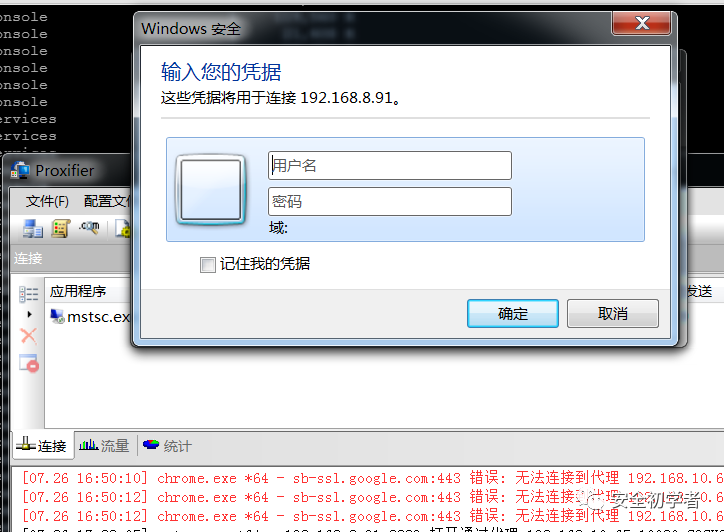 onsole
onsole
onsole
onsole
onsole
ervices
ervices
Windows 安全
输入您的凭据
这些凭据将用于连接 192.168.8.91。
用户名
密码
域:
记住我的凭据
确定
取消
Proxifier
文件(F) 配置文
.com
连接
应用程序
发送
mstsc.ex
连接 流量 统计
[07.26 16:50:10] chrome.exe *64 - sb-ssl.google.com:443 错误: 无法连接到代理 192.168.10.6
[07.26 16:50:12] chrome.exe *64 - sb-ssl.google.com:443 错误: 无法连接到代理 192.168.10.6
[07.26 16:50:12] chrome.exe *64 - sb-ssl.google.com:443 错误: 无法连接到代理 192.168.10.6
安全初学者